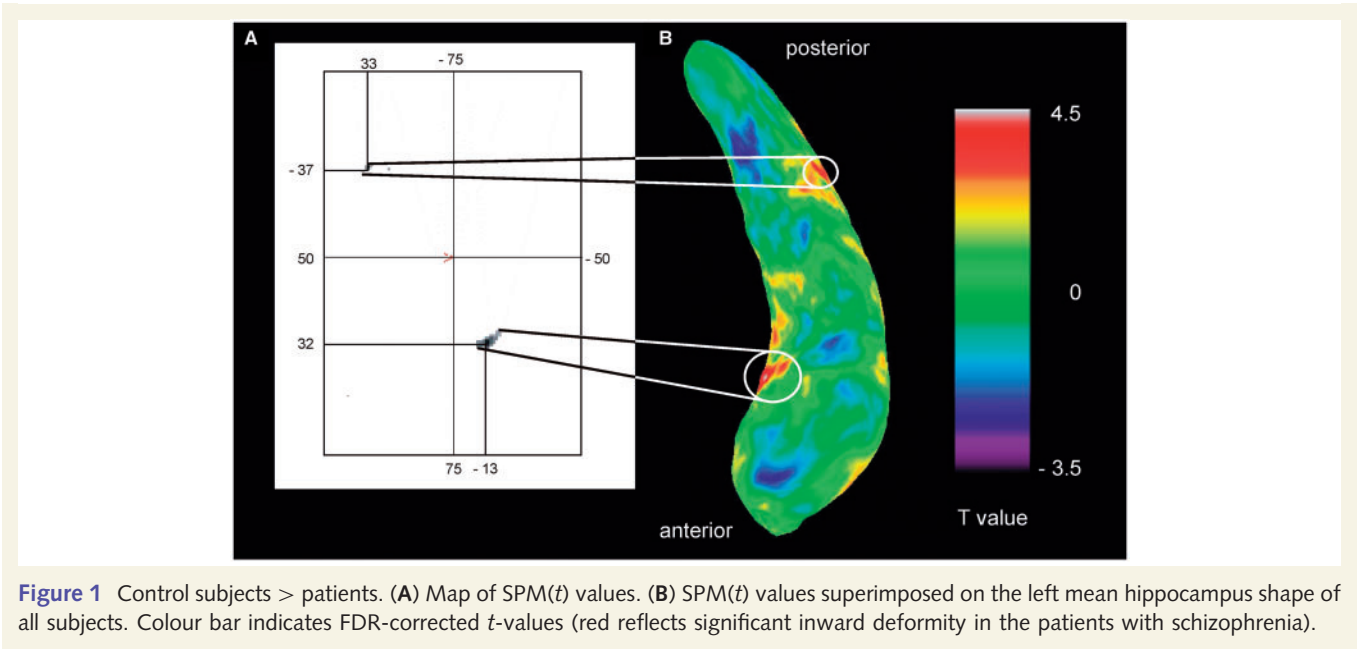 A
B
posterior
33
- 75
4.5
- 37
50
- 50
0
32
75
- 13
- 3.5
anterior
T value
Figure 1 Control subjects > patients. (A) Map of SPM(t) values. (B) SPM(t) values superimposed on the left mean hippocampus shape of
all subjects. Colour bar indicates FDR-corrected t-values (red reflects significant inward deformity in the patients with schizophrenia).